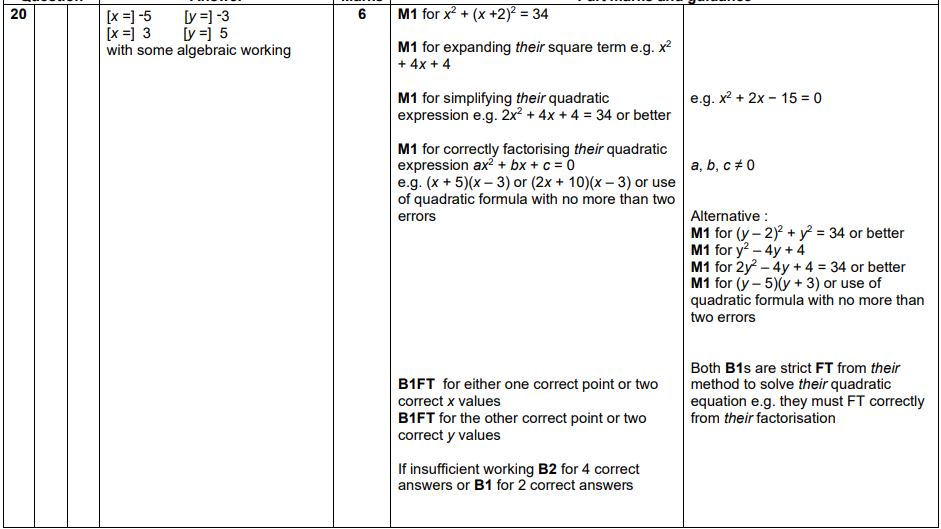 20
[x =] -5 [y =] -3
[x =] 3 [y =] 5
with some algebraic working
6
M1 for x² + (x +2)² = 34
M1 for expanding their square term e.g. x²
+ 4x + 4
M1 for simplifying their quadratic
expression e.g. 2x² + 4x + 4 = 34 or better
e.g. x² + 2x − 15 = 0
M1 for correctly factorising their quadratic
expression ax² + bx + c = 0
e.g. (x + 5)(x – 3) or (2x + 10)(x – 3) or use
of quadratic formula with no more than two
errors
a, b, c ≠ 0
Alternative :
M1 for (y – 2)² + y² = 34 or better
M1 for y² – 4y + 4
M1 for 2y² – 4y + 4 = 34 or better
M1 for (y – 5)(y + 3) or use of
quadratic formula with no more than
two errors
B1FT for either one correct point or two
correct x values
B1FT for the other correct point or two
correct y values
If insufficient working B2 for 4 correct
answers or B1 for 2 correct answers
Both B1s are strict FT from their
method to solve their quadratic
equation e.g. they must FT correctly
from their factorisation